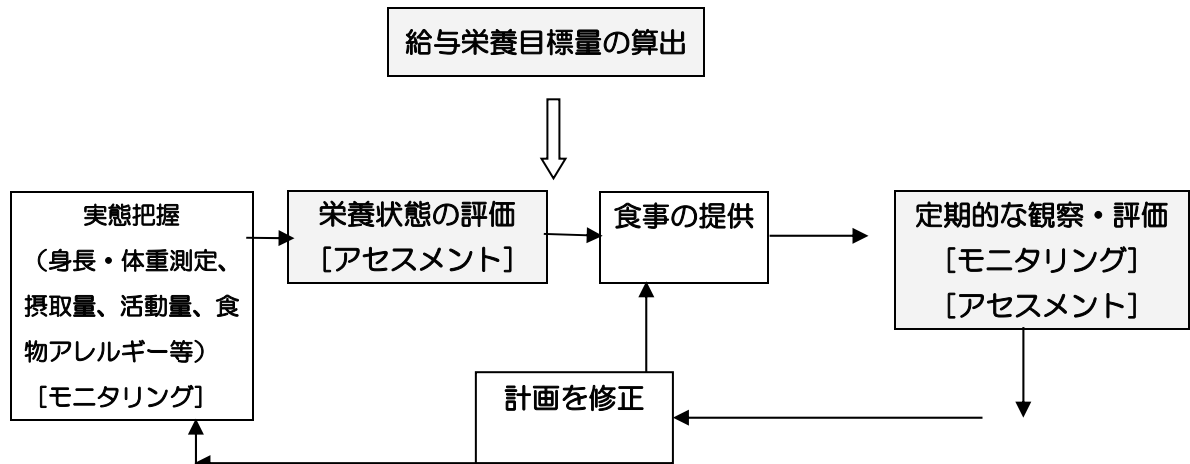 給与栄養目標量の算出
実態把握
（身長・体重測定、
摂取量、活動量、食
物アレルギー等）
［モニタリング］
栄養状態の評価
［アセスメント］
食事の提供
定期的な観察・評価
［モニタリング］
［アセスメント］
計画を修正